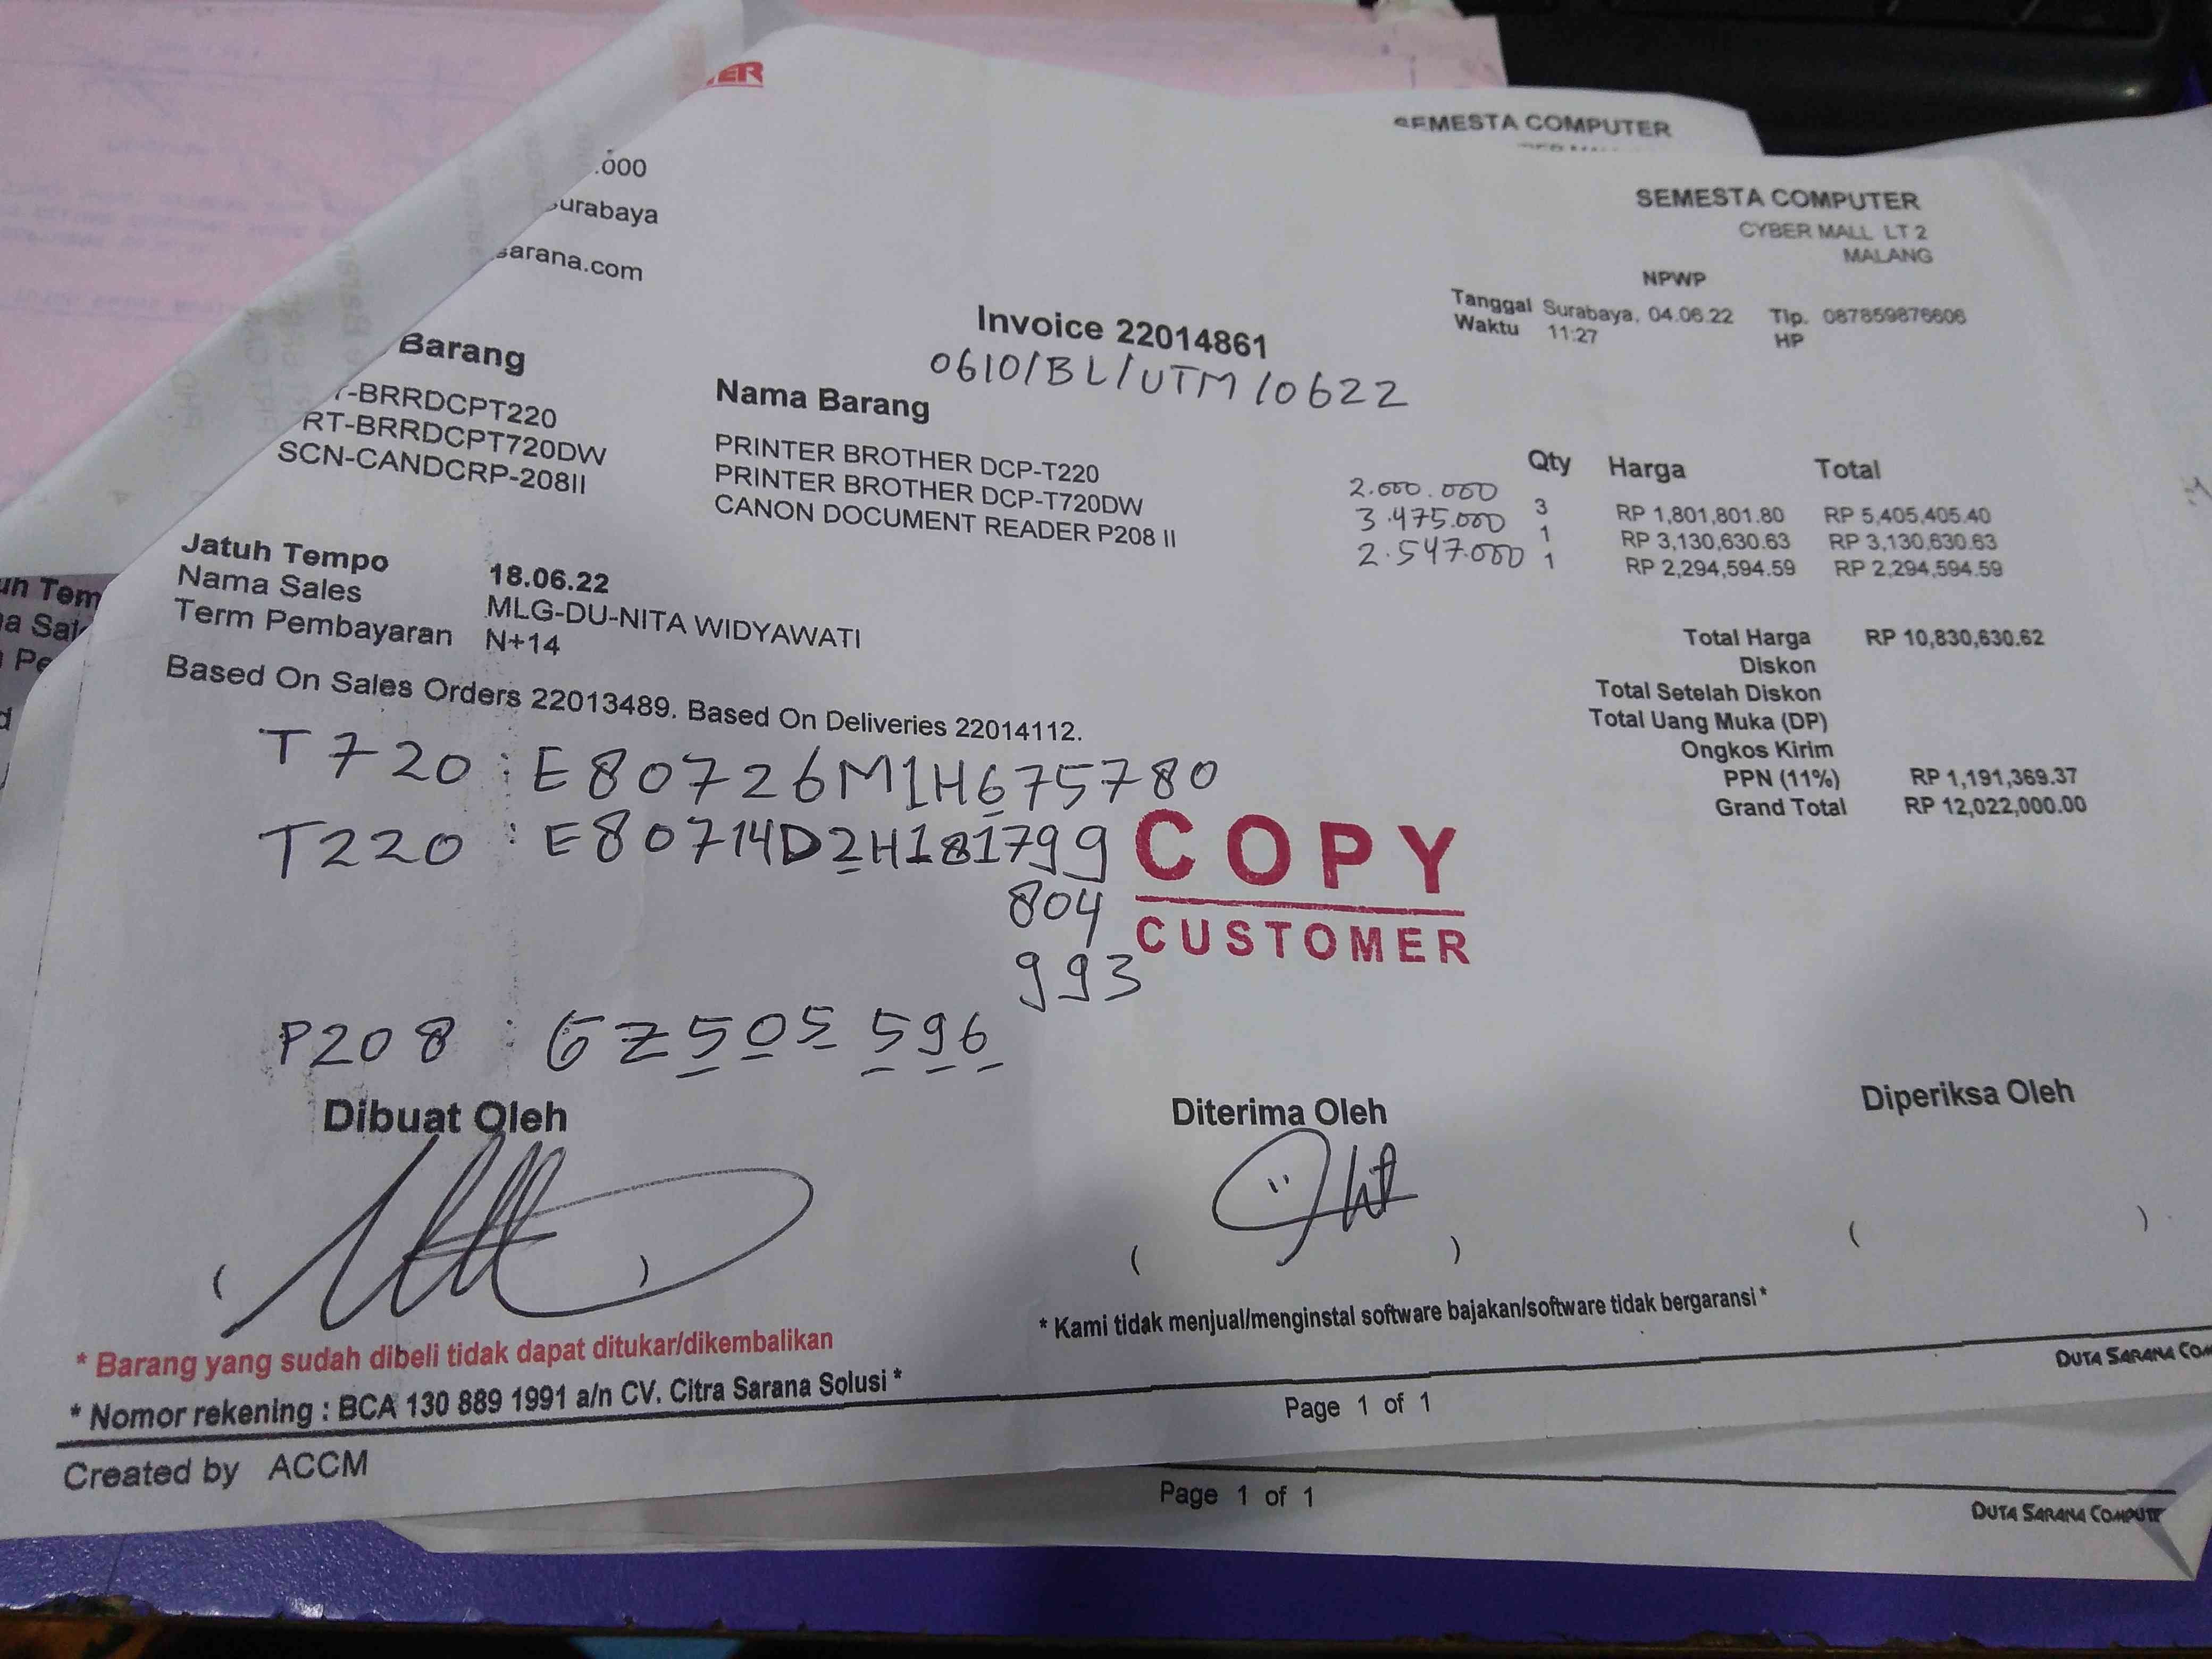 SEMESTA COMPUTER
.000
Surabaya
sarana.com
SEMESTA COMPUTER
CYBER MALL LT 2
MALANG
NPWP
Tanggal Surabaya, 04.06.22 Tlp. 087859876606
Waktu 11:27 HP
Invoice 22014861
0610/BL/UTM/0622
Barang Nama Barang Qty Harga Total
T-BRRDCPT220 PRINTER BROTHER DCP-T220 2.000.000 3 RP 1,801,801.80 RP 5,405,405.40
RT-BRRDCPT720DW PRINTER BROTHER DCP-T720DW 3.475.000 1 RP 3,130,630.63 RP 3,130,630.63
SCN-CANDCRP-208II CANON DOCUMENT READER P208 II 2.547.000 1 RP 2,294,594.59 RP 2,294,594.59
Jatuh Tempo 18.06.22
Nama Sales MLG-DU-NITA WIDYAWATI
Term Pembayaran N+14
Based On Sales Orders 22013489. Based On Deliveries 22014112.
Total Harga RP 10,830,630.62
Diskon
Total Setelah Diskon
Total Uang Muka (DP)
Ongkos Kirim
PPN (11%) RP 1,191,369.37
Grand Total RP 12,022,000.00
T720 : E80726M1H675780
T220 : E80714D2H181799
804
993
COPY
CUSTOMER
P208 : GZ505596
Dibuat Oleh Diterima Oleh Diperiksa Oleh
* Barang yang sudah dibeli tidak dapat ditukar/dikembalikan
* Kami tidak menjual/menginstal software bajakan/software tidak bergaransi *
* Nomor rekening : BCA 130 889 1991 a/n CV. Citra Sarana Solusi *
DUTA SARANA COM
Created by ACCM
Page 1 of 1
Page 1 of 1
DUTA SARANA COMPUTE